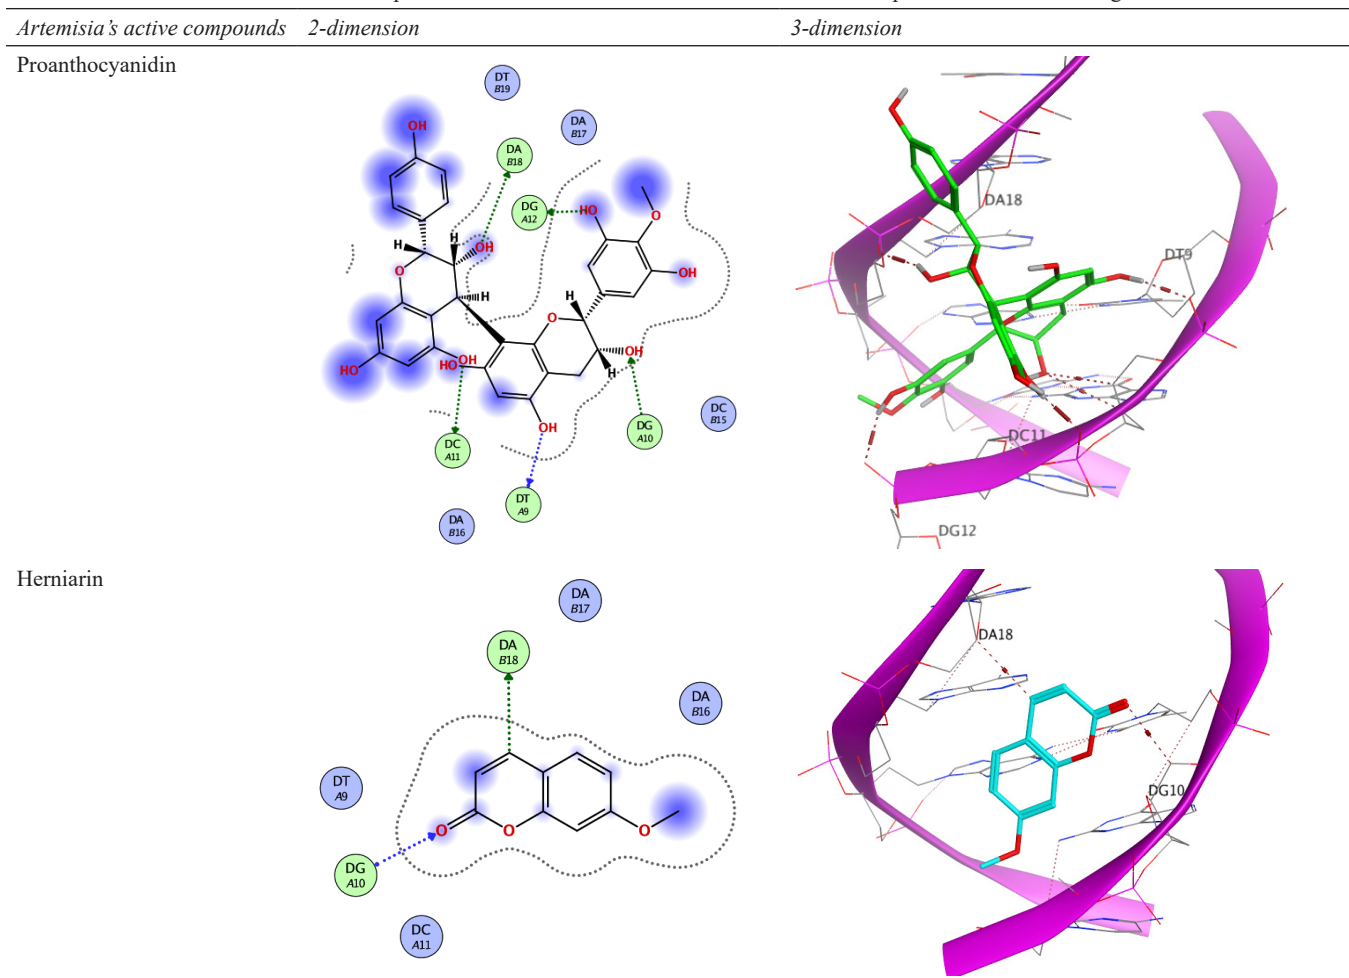 Artemisia's active compounds 2-dimension 3-dimension
Proanthocyanidin
DT
B19
DA
B17
DA
B18
DG
A12
OH
HO
O
OH
OH
H
H
O
H
H
O
OH
H
HO
OH
HO
OH
DC
B15
DG
A10
DC
A11
DT
A9
DA
B16
DA18
DT9
DC11
DG12
Herniarin
DA
B17
DA
B18
DA
B16
DT
A9
O
O
O
DG
A10
DC
A11
DA18
DG10